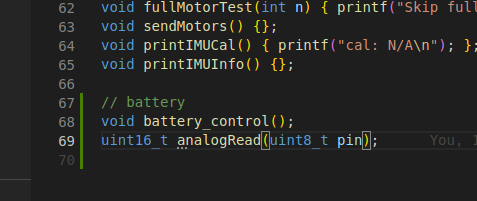 62 void fullMotorTest(int n) { printf("Skip full
63 void sendMotors() {};
64 void printIMUCal() { printf("cal: N/A\n"); };
65 void printIMUInfo() {};
66
67 // battery
68 void battery_control();
69 uint16_t analogRead(uint8_t pin); You,
70